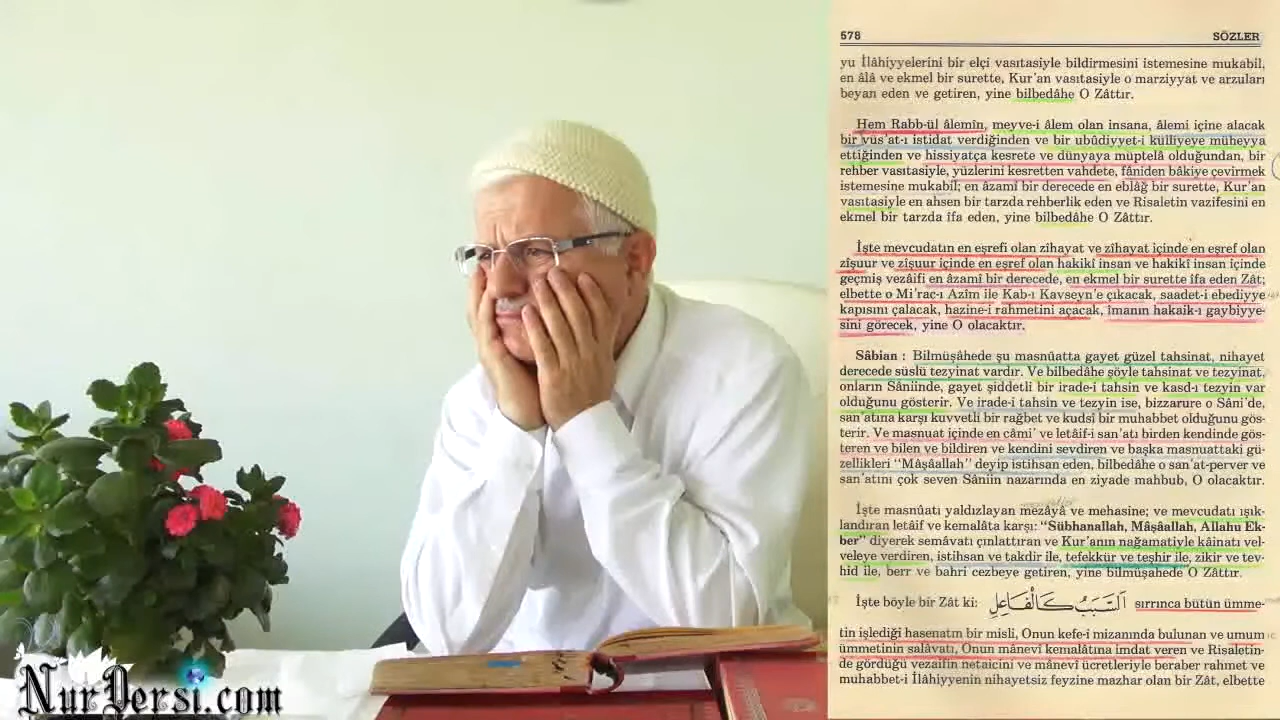 578 SÖZLER
yu İlâhiyyelerini bir elçi vasıtasiyle bildirmesini istemesine mukabil,
en âlâ ve ekmel bir surette, Kur'an vasıtasiyle o marziyyat ve arzuları
beyan eden ve getiren, yine bilbedâhe O Zâttır.
Hem Rabb-ül âlemîn, meyve-i âlem olan insana, âlemi içine alacak
bir vüs'at-ı istidat verdiğinden ve bir ubûdiyyet-i külliyeye müheyya
ettiğinden ve hissiyatça kesrete ve dünyaya müptelâ olduğundan, bir
rehber vasıtasiyle, yüzlerini kesretten vahdete, fâniden bâkiye çevirmek
istemesine mukabil; en âzamî bir derecede en eblâğ bir surette, Kur'an
vasıtasiyle en ahsen bir tarzda rehberlik eden ve Risaletin vazifesini en
ekmel bir tarzda îfa eden, yine bilbedâhe O Zâttır.
İşte mevcudatın en eşrefi olan zîhayat ve zîhayat içinde en eşref olan
zîşuur ve zîşuur içinde en eşref olan hakikî insan ve hakikî insan içinde
geçmiş vezâifi en âzamî bir derecede, en ekmel bir surette îfa eden Zât;
elbette o Mi'rac-ı Azîm ile Kab-ı Kavseyn'e çıkacak, saadet-i ebediyye
kapısını çalacak, hazine-i rahmetini açacak, îmanın hakaik-ı gaybiyye-
sini görecek, yine O olacaktır.
Sâbian : Bilmüşâhede şu masnûatta gayet güzel tahsinat, nihayet
derecede süslü tezyinat vardır. Ve bilbedâhe şöyle tahsinat ve tezyinat,
onların Sâniinde, gayet şiddetli bir irade-i tahsin ve kasd-ı tezyin var
olduğunu gösterir. Ve irade-i tahsin ve tezyin ise, bizzarure o Sâni'de,
san'atına karşı kuvvetli bir rağbet ve kudsî bir muhabbet olduğunu gös-
terir. Ve masnuat içinde en câmi' ve letâif-i san'atı birden kendinde gös-
teren ve bilen ve bildiren ve kendini sevdiren ve başka masnuattaki gü-
zellikleri "Mâşâallah" deyip istihsan eden, bilbedâhe o san'at-perver ve
san'atını çok seven Sâniin nazarında en ziyade mahbub, O olacaktır.
İşte masnûatı yaldızlayan mezâyâ ve mehasine; ve mevcudatı ışık-
landıran letâif ve kemalâta karşı: "Sübhanallah, Mâşâallah, Allahu Ek-
ber" diyerek semâvatı çınlattıran ve Kur'anın nağamatiyle kâinatı vel-
veleye verdiren, istihsan ve takdir ile, tefekkür ve teşhir ile, zikir ve tev-
hid ile, berr ve bahri cezbeye getiren, yine bilmüşahede O Zâttır.
İşte böyle bir Zât ki: اَلسَّبَبُ كَالْفَاعِلِ sırrınca bütün ümme-
tin işlediği hasenatın bir misli, Onun kefe-i mizanında bulunan ve umum
ümmetinin salâvatı, Onun mânevî kemalâtına imdat veren ve Risaletin-
de gördüğü vezaifin netaicini ve mânevî ücretleriyle beraber rahmet ve
muhabbet-i İlâhiyyenin nihayetsiz feyzine mazhar olan bir Zât, elbette
NurDersi.com